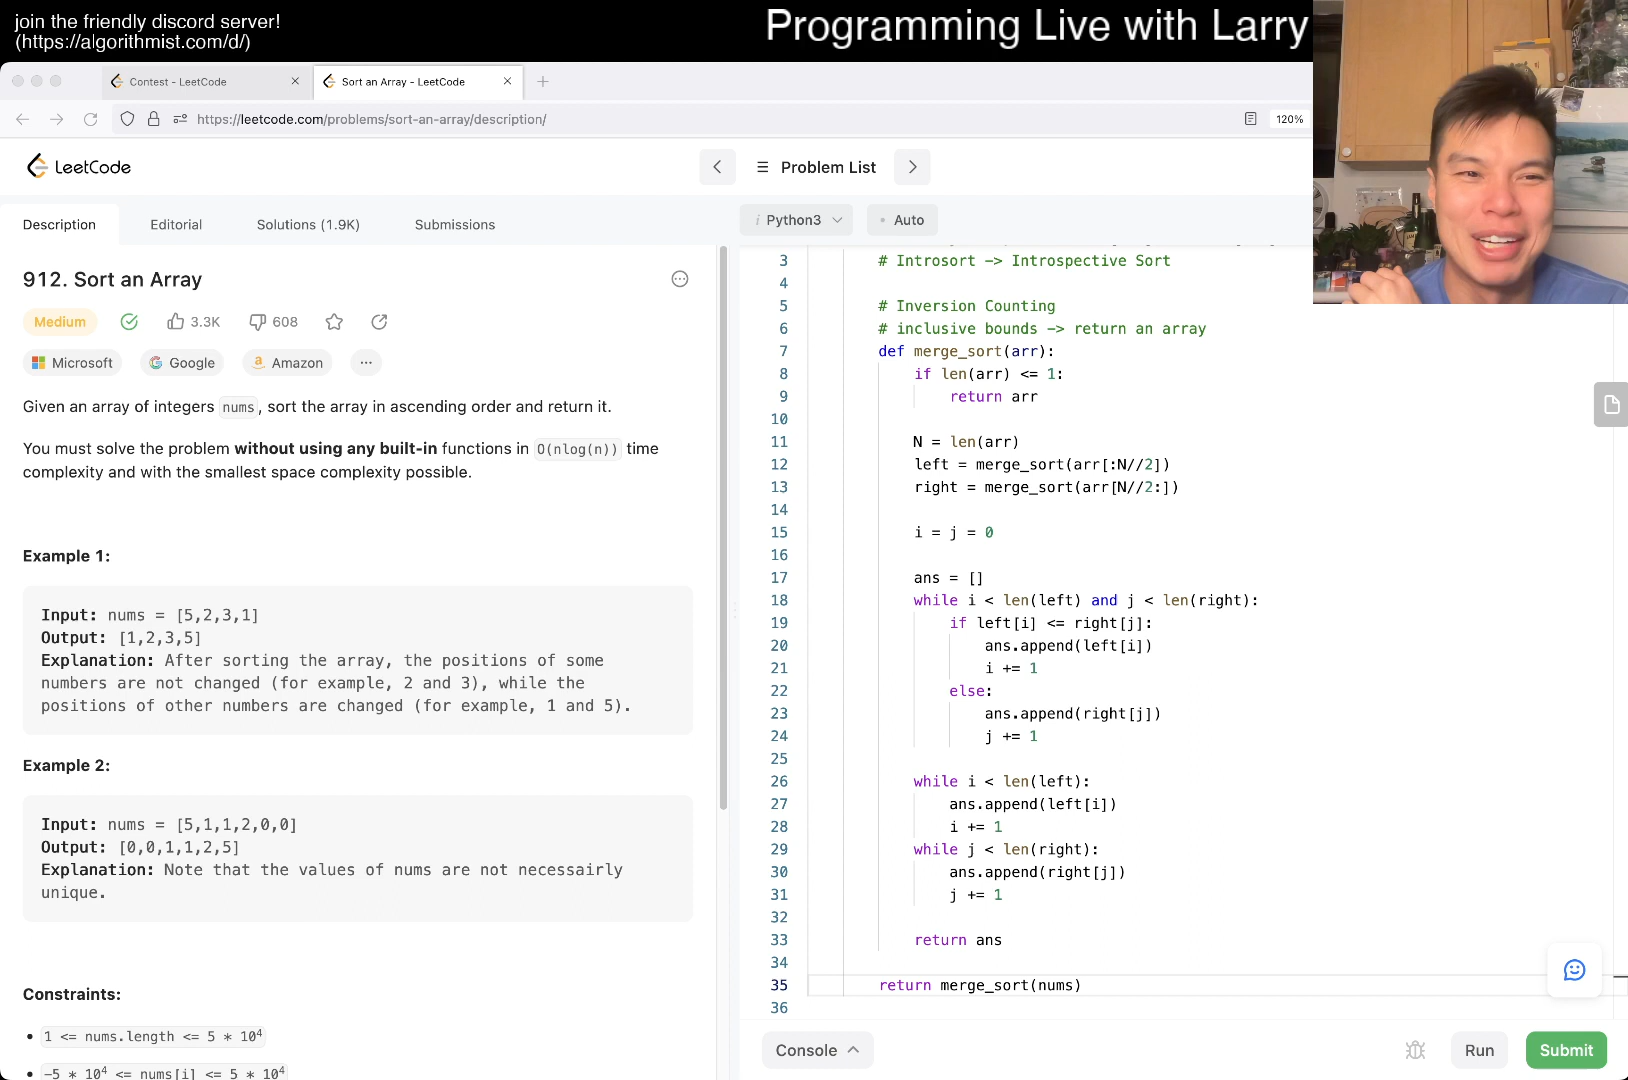 join the friendly discord server!
(https://algorithmist.com/d/)
Programming Live with Larry
Contest - LeetCode
Sort an Array - LeetCode
https://leetcode.com/problems/sort-an-array/description/
120%
LeetCode
Problem List
Description
Editorial
Solutions (1.9K)
Submissions
912. Sort an Array
Medium
3.3K
608
Microsoft
Google
Amazon
Given an array of integers nums, sort the array in ascending order and return it.
You must solve the problem without using any built-in functions in O(nlog(n)) time
complexity and with the smallest space complexity possible.
Example 1:
Input: nums = [5,2,3,1]
Output: [1,2,3,5]
Explanation: After sorting the array, the positions of some
numbers are not changed (for example, 2 and 3), while the
positions of other numbers are changed (for example, 1 and 5).
Example 2:
Input: nums = [5,1,1,2,0,0]
Output: [0,0,1,1,2,5]
Explanation: Note that the values of nums are not necessairly
unique.
Constraints:
• 1 <= nums.length <= 5 * 10⁴
• -5 * 10⁴ <= nums[i] <= 5 * 10⁴
i Python3
• Auto
3 # Introsort -> Introspective Sort
4
5 # Inversion Counting
6 # inclusive bounds -> return an array
7 def merge_sort(arr):
8 if len(arr) <= 1:
9 return arr
10
11 N = len(arr)
12 left = merge_sort(arr[:N//2])
13 right = merge_sort(arr[N//2:])
14
15 i = j = 0
16
17 ans = []
18 while i < len(left) and j < len(right):
19 if left[i] <= right[j]:
20 ans.append(left[i])
21 i += 1
22 else:
23 ans.append(right[j])
24 j += 1
25
26 while i < len(left):
27 ans.append(left[i])
28 i += 1
29 while j < len(right):
30 ans.append(right[j])
31 j += 1
32
33 return ans
34
35 return merge_sort(nums)
36
Console
Run
Submit